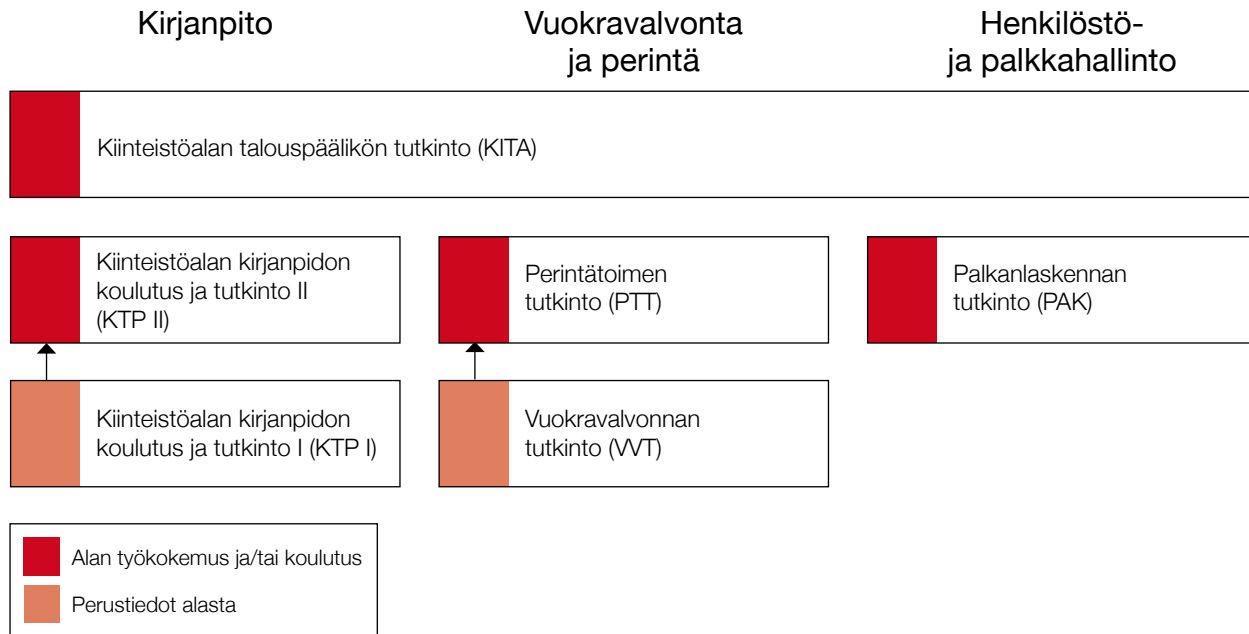 Kirjanpito
Vuokravalvonta
ja perintä
Henkilöstö-
ja palkkahallinto
Kiinteistöalan talouspäälikön tutkinto (KITA)
Kiinteistöalan kirjanpidon
koulutus ja tutkinto II
(KTP II)
Perintätoimen
tutkinto (PTT)
Palkanlaskennan
tutkinto (PAK)
Kiinteistöalan kirjanpidon
koulutus ja tutkinto I (KTP I)
Vuokravalvonnan
tutkinto (VVT)
Alan työkokemus ja/tai koulutus
Perustiedot alasta